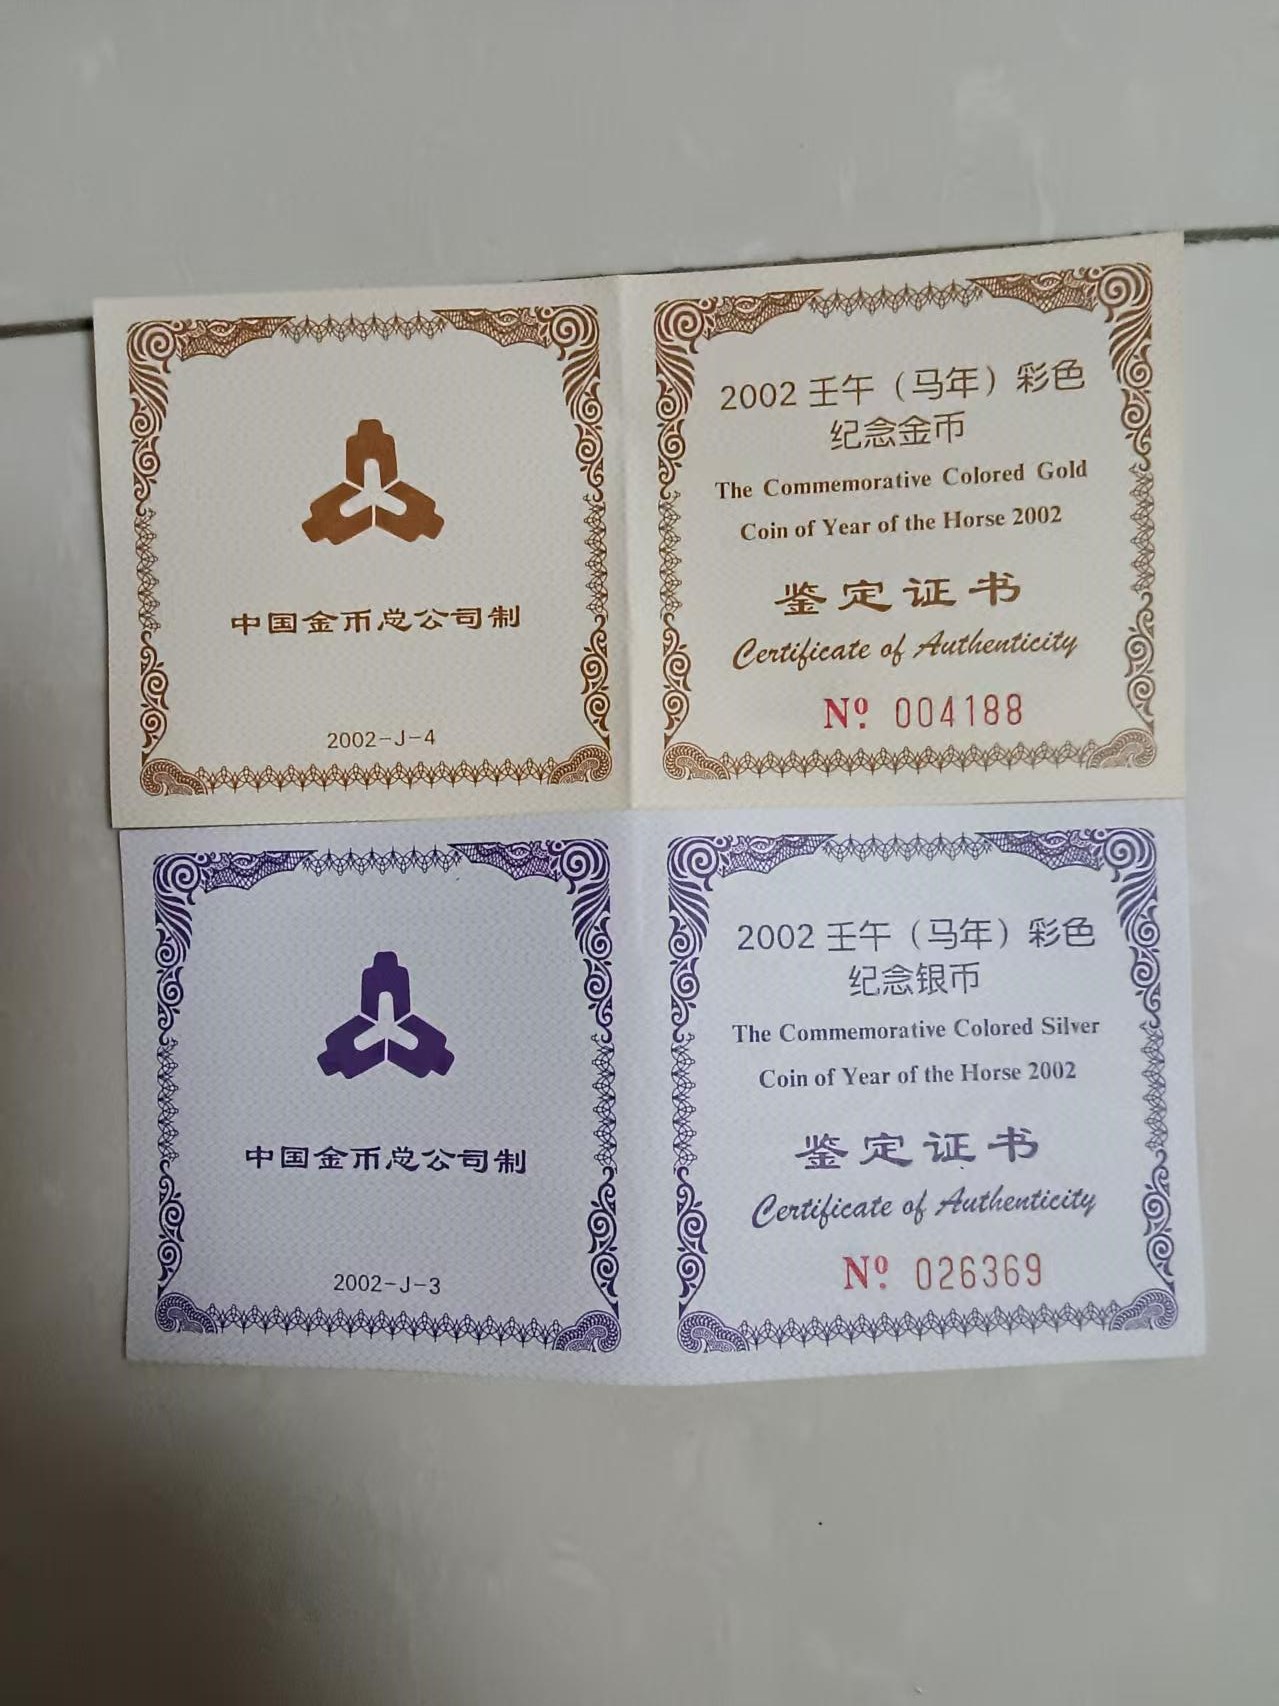 中国金币总公司制
2002-J-4
2002 壬午（马年）彩色
纪念金币
The Commemorative Colored Gold
Coin of Year of the Horse 2002
鉴定证书
Certificate of Authenticity
Nº. 004188
中国金币总公司制
2002-J-3
2002 壬午（马年）彩色
纪念银币
The Commemorative Colored Silver
Coin of Year of the Horse 2002
鉴定证书
Certificate of Authenticity
Nº. 026369